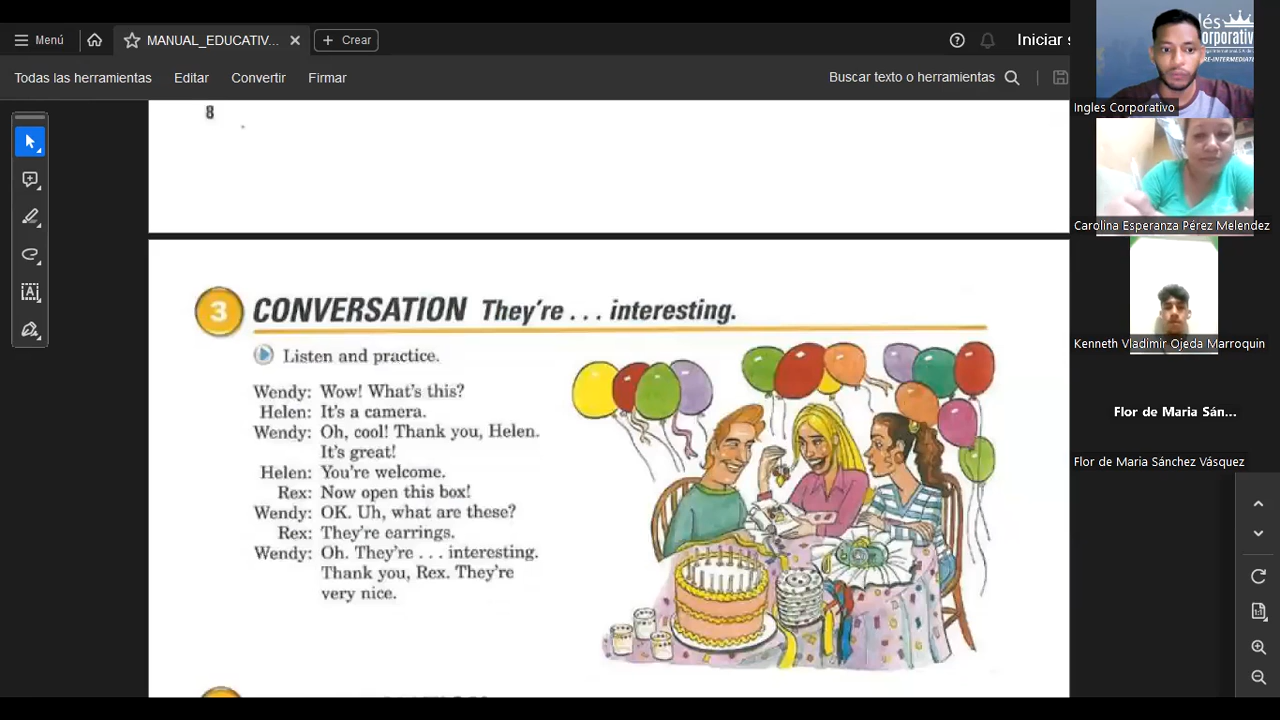 Menú
MANUAL_EDUCATIV...
Crear
Iniciar s
Todas las herramientas
Editar
Convertir
Firmar
Buscar texto o herramientas
8
3
CONVERSATION They're . . . interesting.
Listen and practice.
Wendy: Wow! What's this?
Helen: It's a camera.
Wendy: Oh, cool! Thank you, Helen.
It's great!
Helen: You're welcome.
Rex: Now open this box!
Wendy: OK. Uh, what are these?
Rex: They're earrings.
Wendy: Oh. They're . . . interesting.
Thank you, Rex. They're
very nice.
Ingles Corporativo
Carolina Esperanza Pérez Melendez
Kenneth Vladimir Ojeda Marroquin
Flor de Maria Sán...
Flor de Maria Sánchez Vásquez